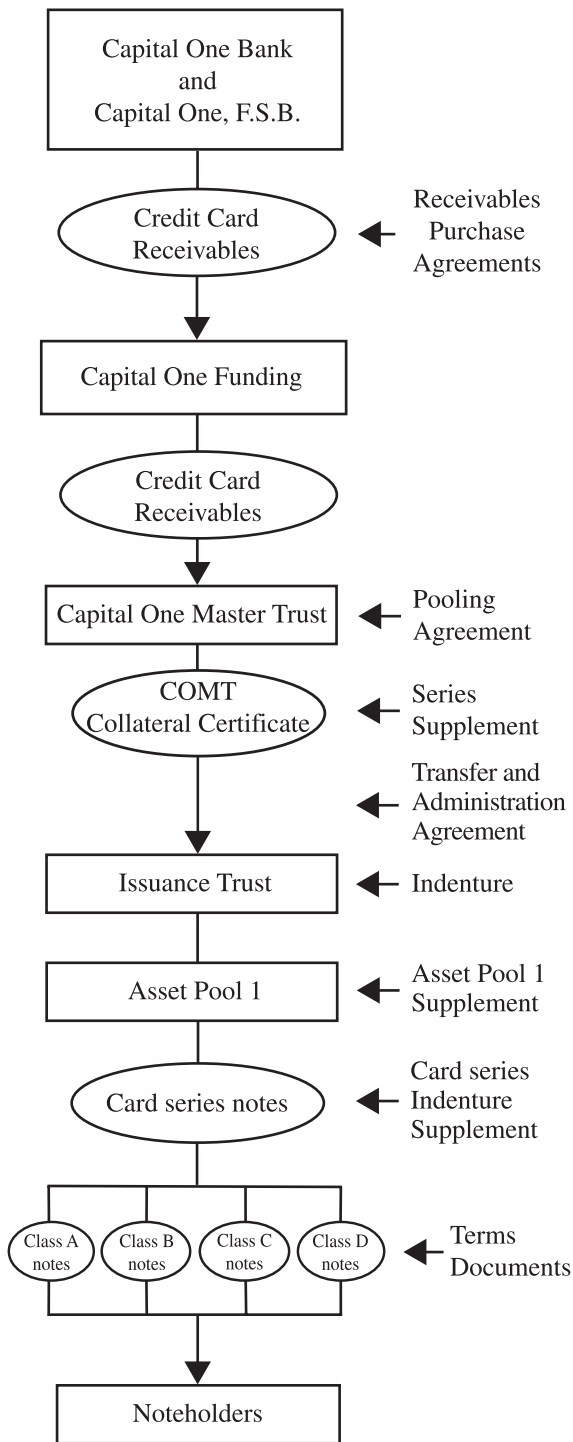 Capital One Bank
and
Capital One, F.S.B.
Credit Card
Receivables
Receivables
Purchase
Agreements
Capital One Funding
Credit Card
Receivables
Capital One Master Trust
Pooling
Agreement
COMT
Collateral Certificate
Series
Supplement
Transfer and
Administration
Agreement
Issuance Trust
Indenture
Asset Pool 1
Asset Pool 1
Supplement
Card series notes
Card series
Indenture
Supplement
Class A
notes
Class B
notes
Class C
notes
Class D
notes
Terms
Documents
Noteholders